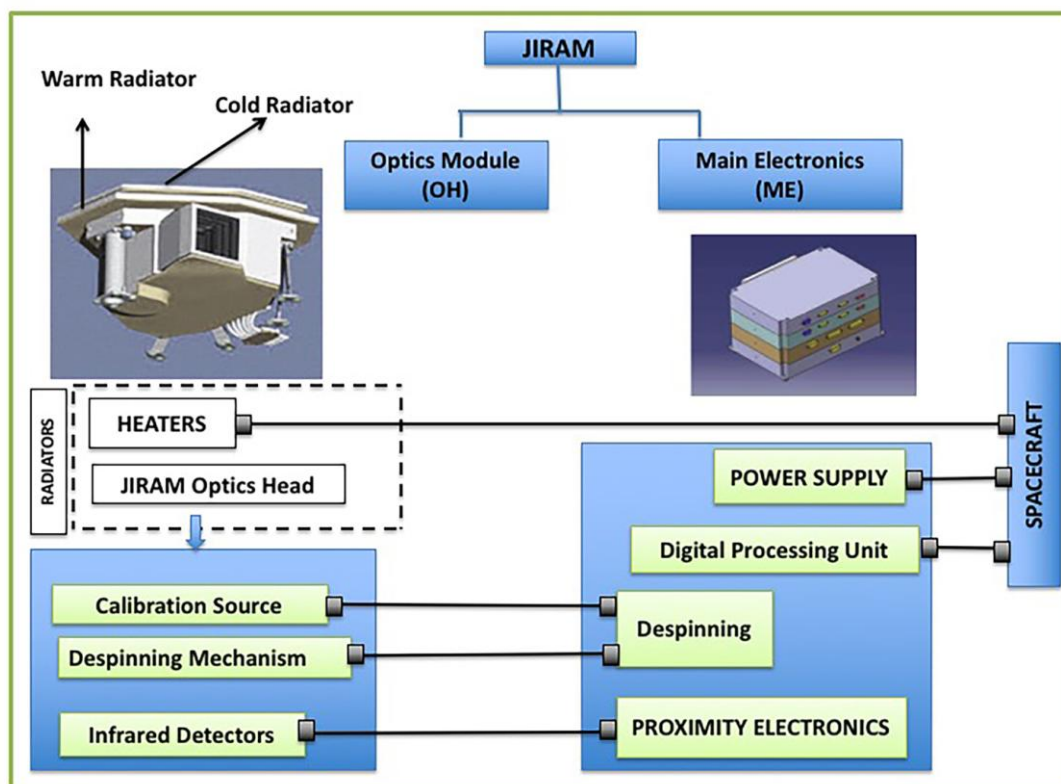 JIRAM
Warm Radiator
Cold Radiator
Optics Module
(OH)
Main Electronics
(ME)
RADIATORS
HEATERS
JIRAM Optics Head
SPACECRAFT
POWER SUPPLY
Digital Processing Unit
Calibration Source
Despinning
Despinning Mechanism
Infrared Detectors
PROXIMITY ELECTRONICS